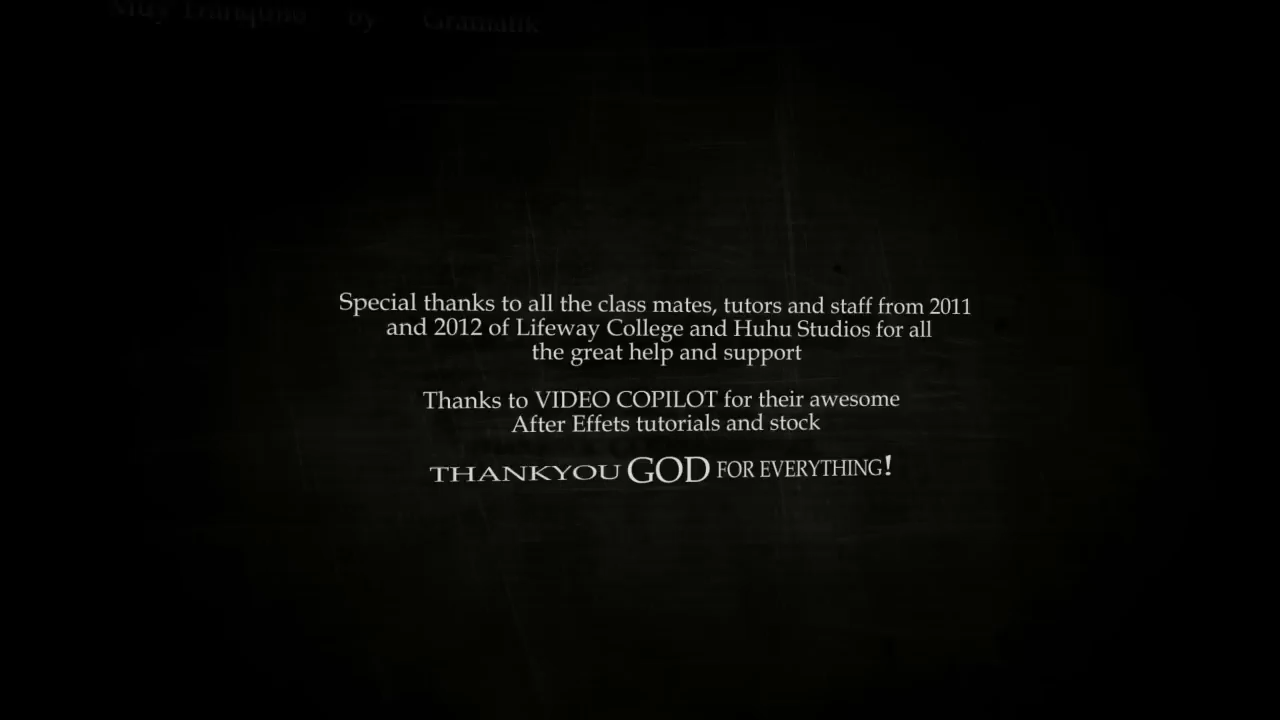 by Gramatik
Special thanks to all the class mates, tutors and staff from 2011
and 2012 of Lifeway College and Huhu Studios for all
the great help and support
Thanks to VIDEO COPILOT for their awesome
After Effets tutorials and stock
THANKYOU GOD FOR EVERYTHING!